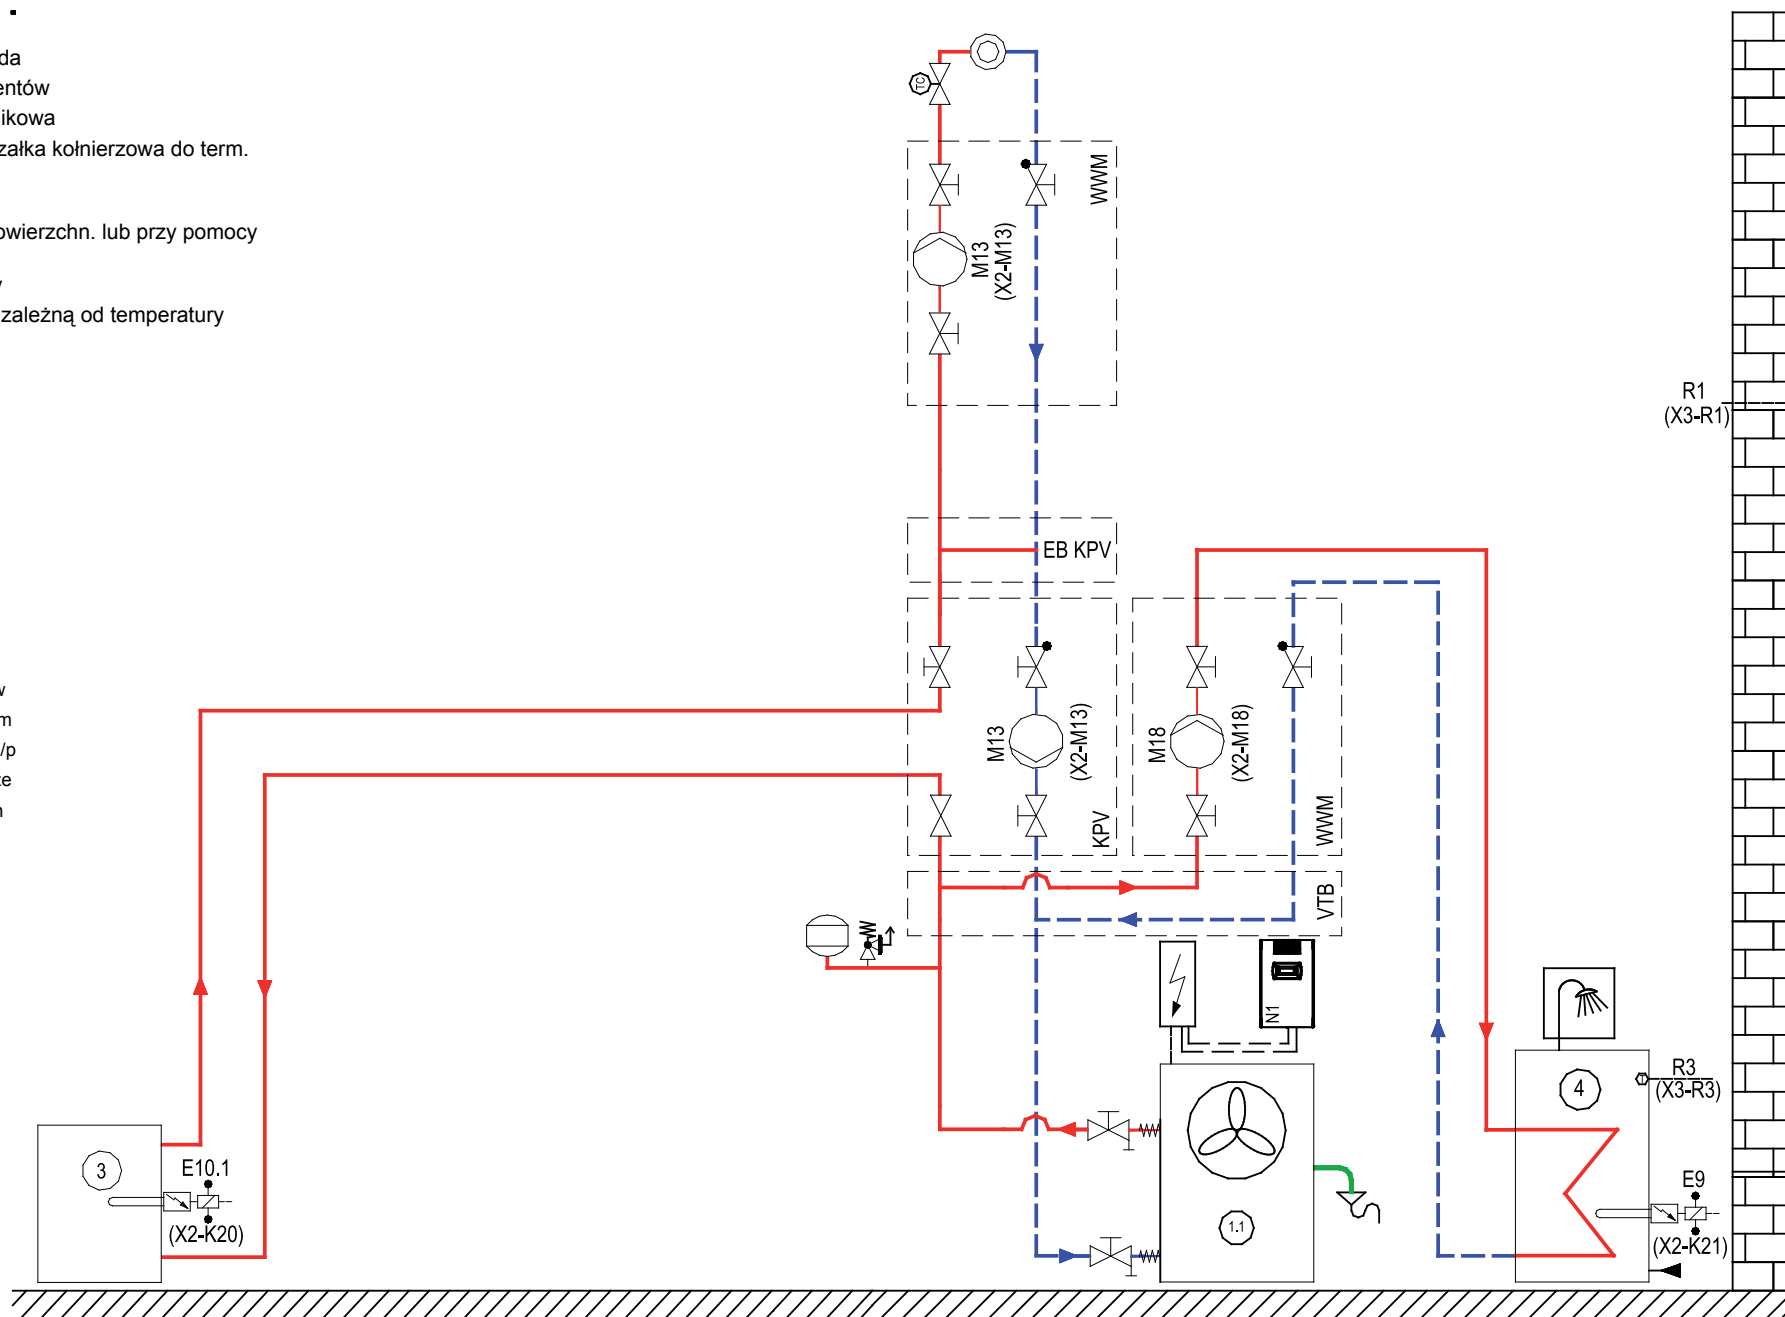 da
entów
ikowa
załka kołnierzowa do term.
owierzchn. lub przy pomocy
y
zależną od temperatury
w
m
/p
te
n
TC
WWM
M13
(X2-M13)
R1
(X3-R1)
EB KPV
M13
(X2-M13)
KPV
M18
(X2-M18)
WWM
VTB
N1
4
R3
(X3-R3)
3
E10.1
(X2-K20)
1.1
E9
(X2-K21)